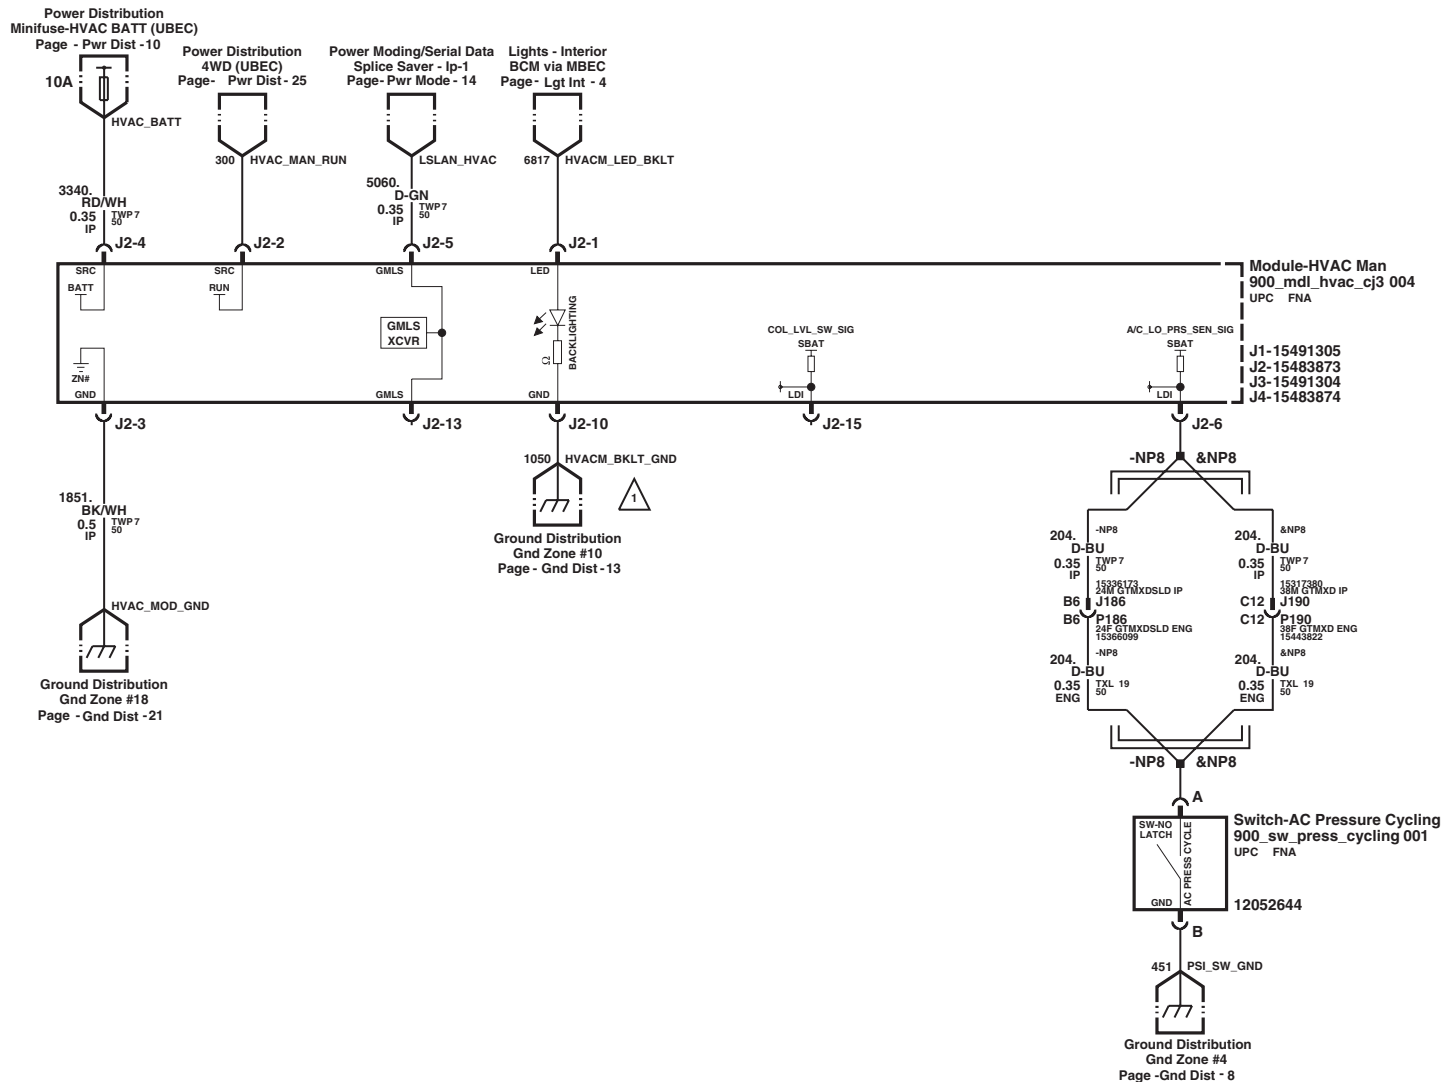 Power Distribution
Minifuse-HVAC BATT (UBEC)
Page - Pwr Dist -10
10A
HVAC_BATT
Power Distribution
4WD (UBEC)
Page- Pwr Dist - 25
300 HVAC_MAN_RUN
Power Moding/Serial Data
Splice Saver - Ip-1
Page- Pwr Mode - 14
LSLAN_HVAC
Lights - Interior
BCM via MBEC
Page- Lgt Int - 4
6817 HVACM_LED_BKLT
3340.
RD/WH
0.35 TWP 7
IP 50
5060.
D-GN
0.35 TWP 7
IP 50
J2-4
J2-2
J2-5
J2-1
SRC
BATT
SRC
RUN
GMLS
LED
GMLS
XCVR
BACKLIGHTING
Ω
COL_LVL_SW_SIG
SBAT
A/C_LO_PRS_SEN_SIG
SBAT
ZN#
GND
GMLS
GND
LDI
LDI
Module-HVAC Man
900_mdl_hvac_cj3 004
UPC FNA
J1-15491305
J2-15483873
J3-15491304
J4-15483874
J2-3
J2-13
J2-10
J2-15
J2-6
1050 HVACM_BKLT_GND
1
Ground Distribution
Gnd Zone #10
Page - Gnd Dist -13
1851.
BK/WH
0.5 TWP 7
IP 50
HVAC_MOD_GND
Ground Distribution
Gnd Zone #18
Page - Gnd Dist -21
-NP8 &NP8
204. -NP8
D-BU
0.35 TWP 7
IP 50
15336173
24M GTMXDSLD IP
B6 J186
B6 P186
24F GTMXDSLD ENG
15366099
204. -NP8
D-BU
0.35 TXL 19
ENG 50
204. &NP8
D-BU
0.35 TWP 7
IP 50
15317380
38M GTMXD IP
C12 J190
C12 P190
38F GTMXD ENG
15443822
204. &NP8
D-BU
0.35 TXL 19
ENG 50
-NP8 &NP8
A
SW-NO
LATCH
AC PRESS CYCLE
GND
Switch-AC Pressure Cycling
900_sw_press_cycling 001
UPC FNA
12052644
B
451 PSI_SW_GND
Ground Distribution
Gnd Zone #4
Page -Gnd Dist - 8